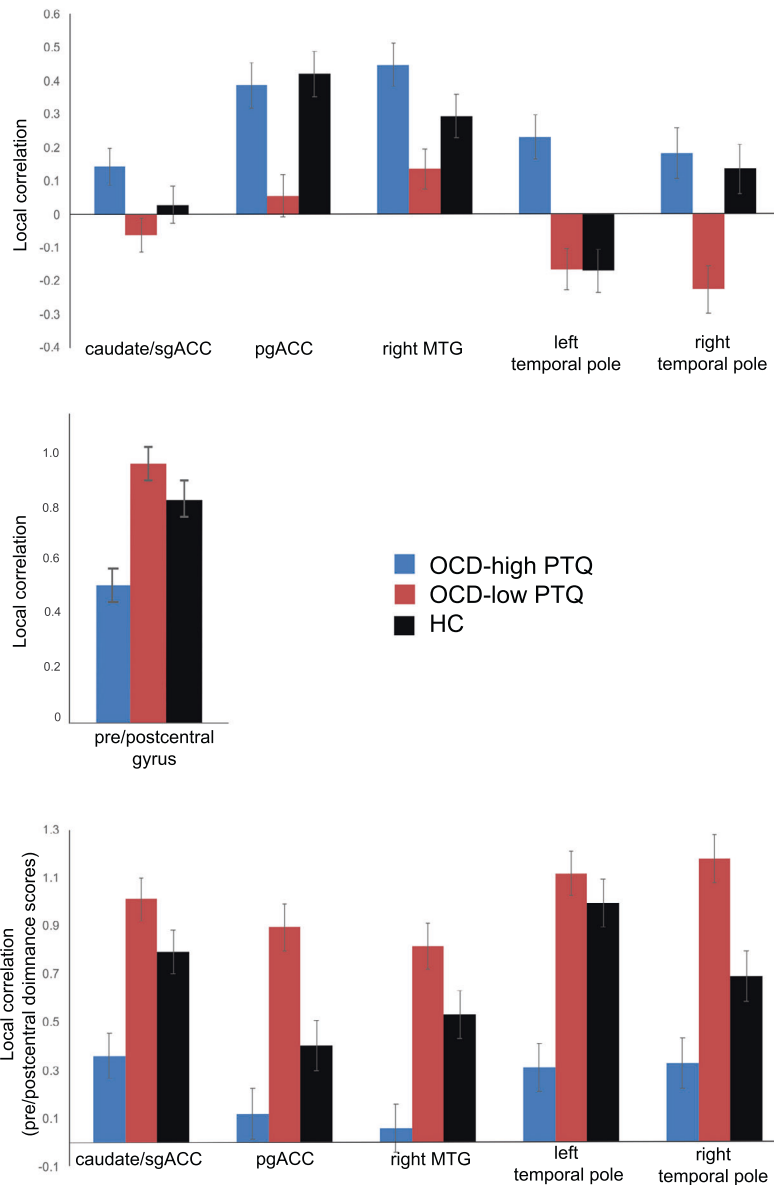 0.6
0.5
0.4
0.3
0.2
0.1
0
-0.1
-0.2
-0.3
-0.4
Local correlation
caudate/sgACC
pgACC
right MTG
left
temporal pole
right
temporal pole
1.0
0.8
0.6
0.4
0.2
0
Local correlation
pre/postcentral
gyrus
OCD-high PTQ
OCD-low PTQ
HC
1.3
1.1
0.9
0.7
0.5
0.3
0.1
-0.1
Local correlation
(pre/postcentral doimnance scores)
caudate/sgACC
pgACC
right MTG
left
temporal pole
right
temporal pole